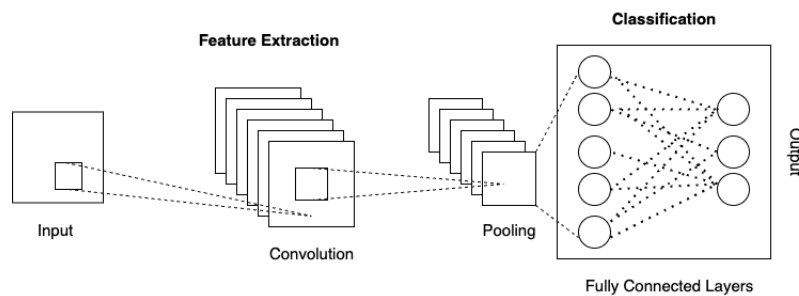 Classification
Feature Extraction
Output
Input
Pooling
Convolution
Fully Connected Layers